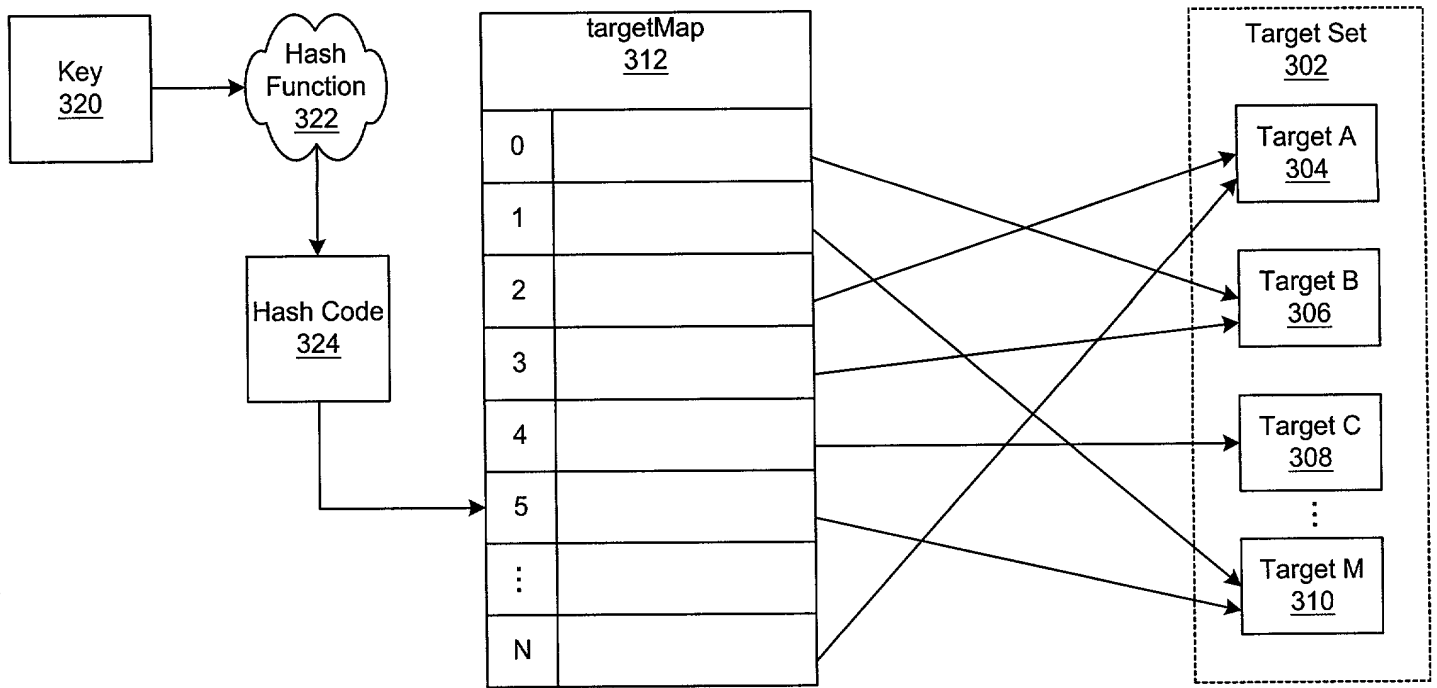 Key
320
Hash
Function
322
Hash Code
324
targetMap
312
0
1
2
3
4
5
⋮
N
Target Set
302
Target A
304
Target B
306
Target C
308
⋮
Target M
310